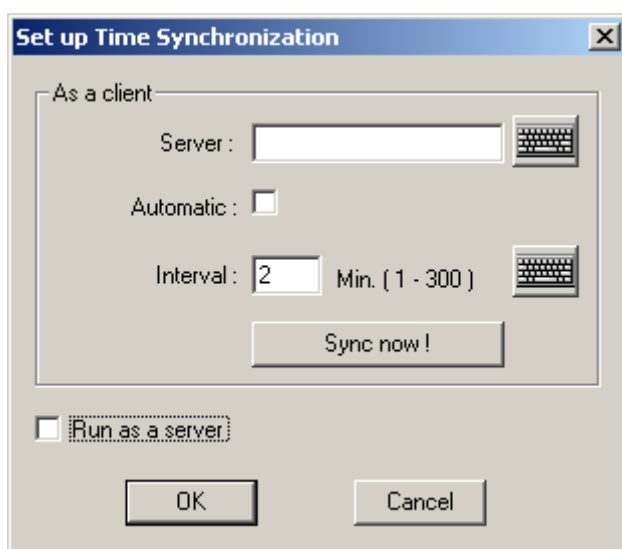 Set up Time Synchronization
As a client
Server :
Automatic :
Interval : 2 Min. ( 1 - 300 )
Sync now !
Run as a server
OK Cancel